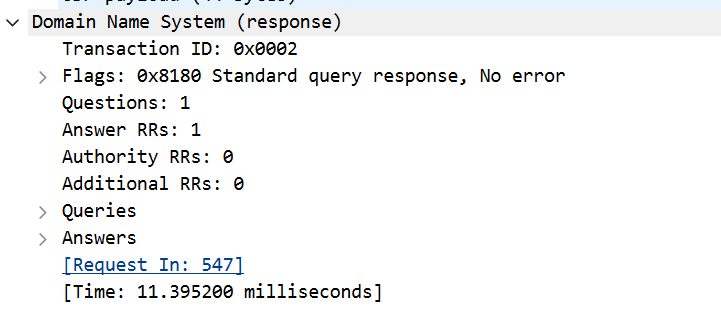 Domain Name System (response)
Transaction ID: 0x0002
Flags: 0x8180 Standard query response, No error
Questions: 1
Answer RRs: 1
Authority RRs: 0
Additional RRs: 0
Queries
Answers
[Request In: 547]
[Time: 11.395200 milliseconds]